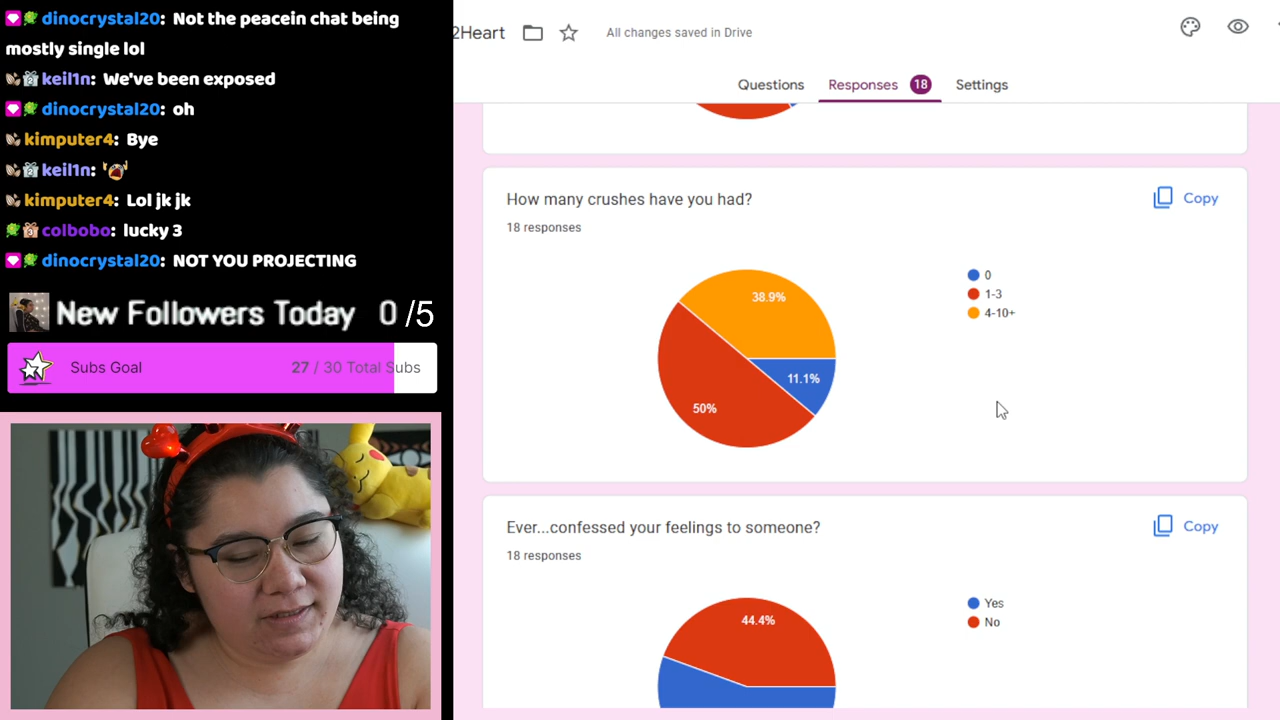 dinocrystal20: Not the peacein chat being
mostly single lol
keil1n: We've been exposed
dinocrystal20: oh
kimputer4: Bye
keil1n:
kimputer4: Lol jk jk
colbobo: lucky 3
dinocrystal20: NOT YOU PROJECTING
New Followers Today 0 /5
Subs Goal 27 / 30 Total Subs
2Heart
All changes saved in Drive
Questions
Responses 18
Settings
How many crushes have you had?
Copy
18 responses
38.9%
11.1%
50%
0
1-3
4-10+
Ever...confessed your feelings to someone?
Copy
18 responses
44.4%
Yes
No